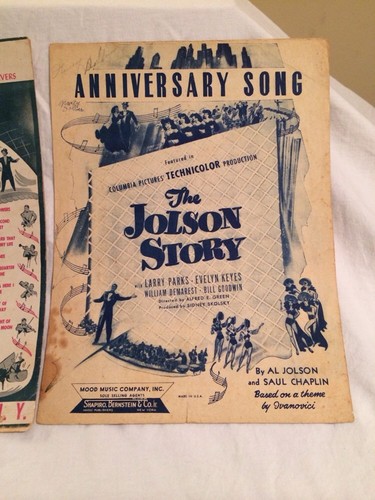 ANNIVERSARY SONG
Featured in
COLUMBIA PICTURES' TECHNICOLOR PRODUCTION
The
JOLSON
STORY
with LARRY PARKS · EVELYN KEYES
WILLIAM DEMAREST · BILL GOODWIN
Directed by ALFRED E. GREEN
Produced by SIDNEY SKOLSKY
By AL JOLSON
and SAUL CHAPLIN
Based on a theme
by Ivanovici
MOOD MUSIC COMPANY, INC.
SOLE SELLING AGENTS
SHAPIRO, BERNSTEIN & Co. Inc.
MUSIC PUBLISHERS NEW YORK
MADE IN U.S.A.
VERS
MOON
Y.